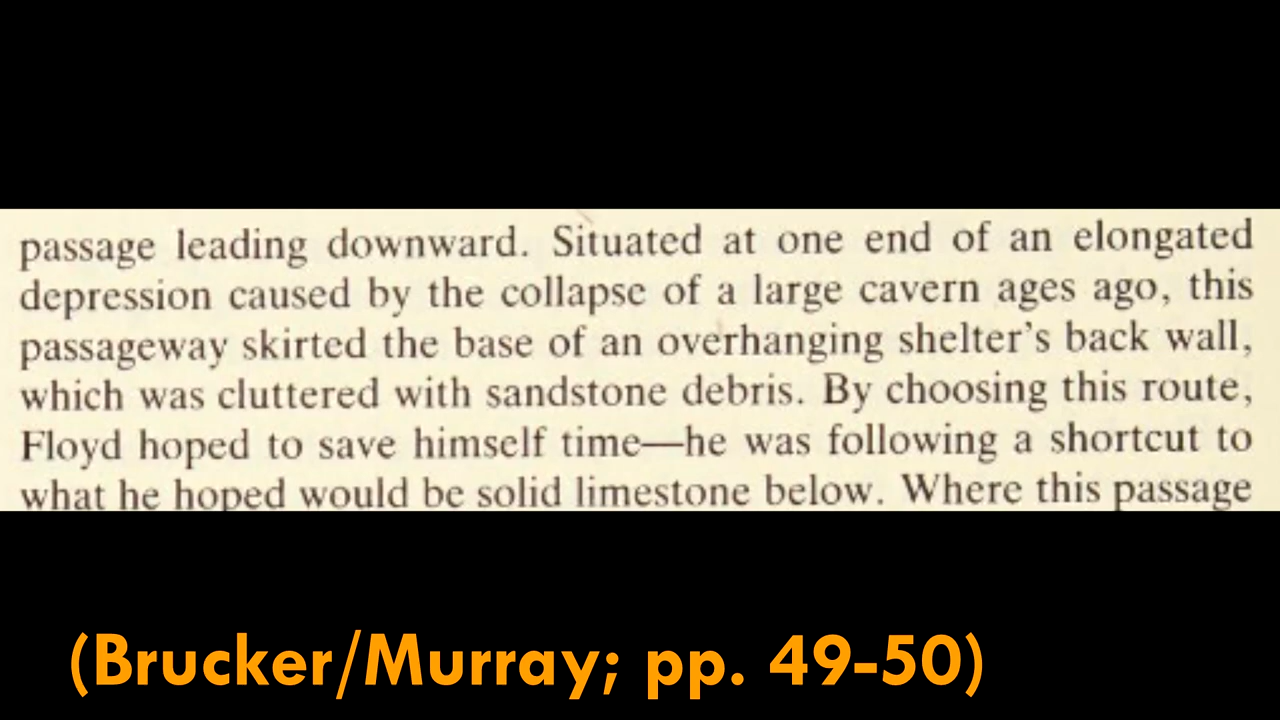 passage leading downward. Situated at one end of an elongated
depression caused by the collapse of a large cavern ages ago, this
passageway skirted the base of an overhanging shelter's back wall,
which was cluttered with sandstone debris. By choosing this route,
Floyd hoped to save himself time—he was following a shortcut to
what he hoped would be solid limestone below. Where this passage
(Brucker/Murray; pp. 49-50)